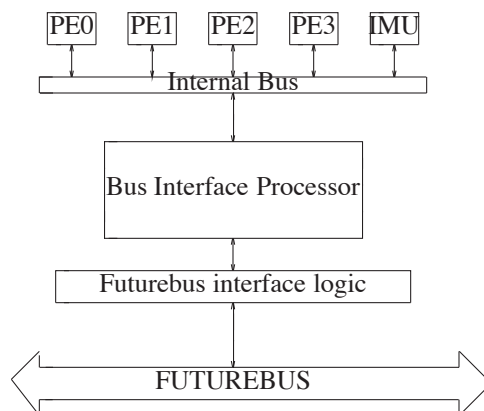 PE0 PE1 PE2 PE3 IMU
Internal Bus
Bus Interface Processor
Futurebus interface logic
FUTUREBUS